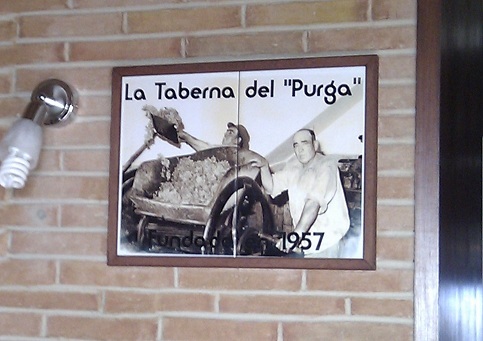 La Taberna del "Purga"
Fundada en 1957